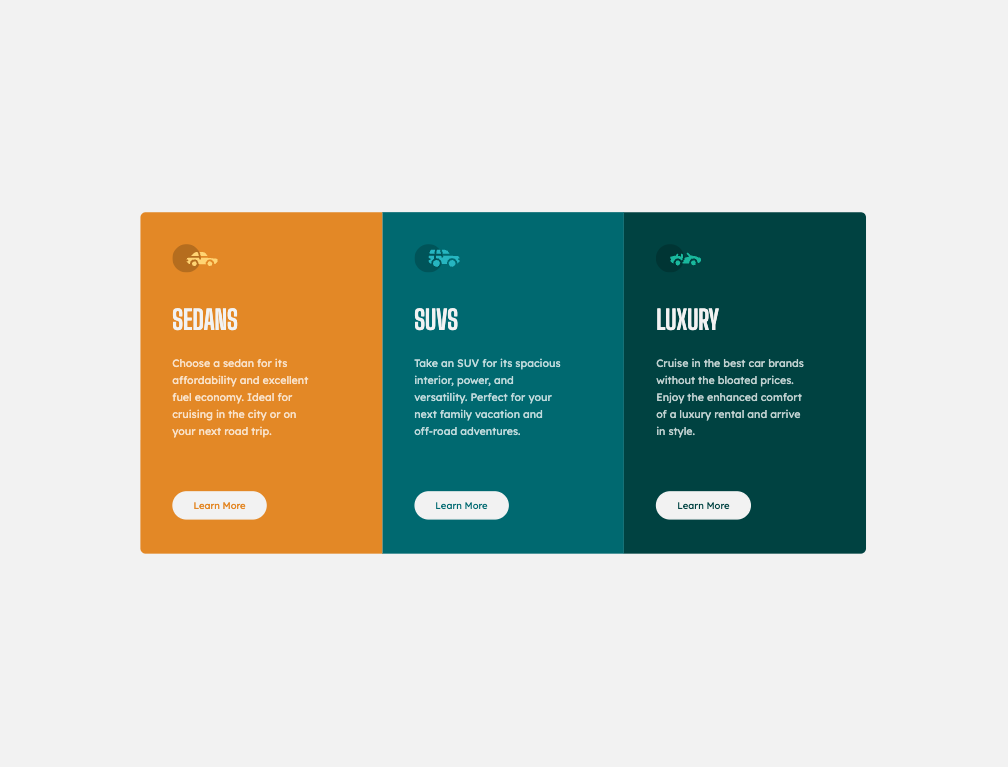 SEDANS
Choose a sedan for its
affordability and excellent
fuel economy. Ideal for
cruising in the city or on
your next road trip.
Learn More
SUVS
Take an SUV for its spacious
interior, power, and
versatility. Perfect for your
next family vacation and
off-road adventures.
Learn More
LUXURY
Cruise in the best car brands
without the bloated prices.
Enjoy the enhanced comfort
of a luxury rental and arrive
in style.
Learn More